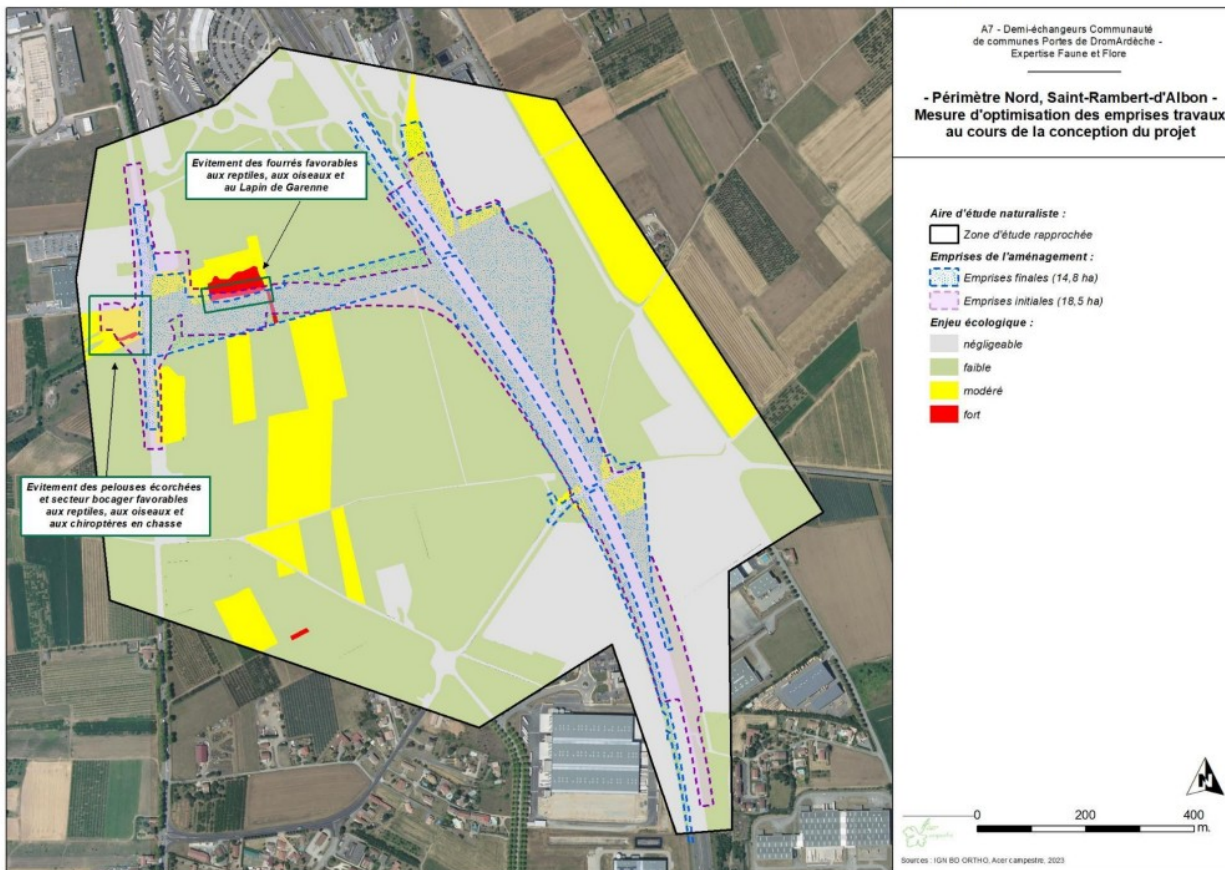 A7 - Demi-échangeurs Communauté
de communes Portes de DromArdèche -
Expertise Faune et Flore
- Périmètre Nord, Saint-Rambert-d'Albon -
Mesure d'optimisation des emprises travaux
au cours de la conception du projet
Evitement des fourrés favorables
aux reptiles, aux oiseaux et
au Lapin de Garenne
Evitement des pelouses écorchées
et secteur bocager favorables
aux reptiles, aux oiseaux et
aux chiroptères en chasse
Aire d'étude naturaliste :
Zone d'étude rapprochée
Emprises de l'aménagement :
Emprises finales (14,8 ha)
Emprises initiales (18,5 ha)
Enjeu écologique :
négligeable
faible
modéré
fort
N
0 200 400
m.
Sources : IGN BD ORTHO, Acer campestre, 2023